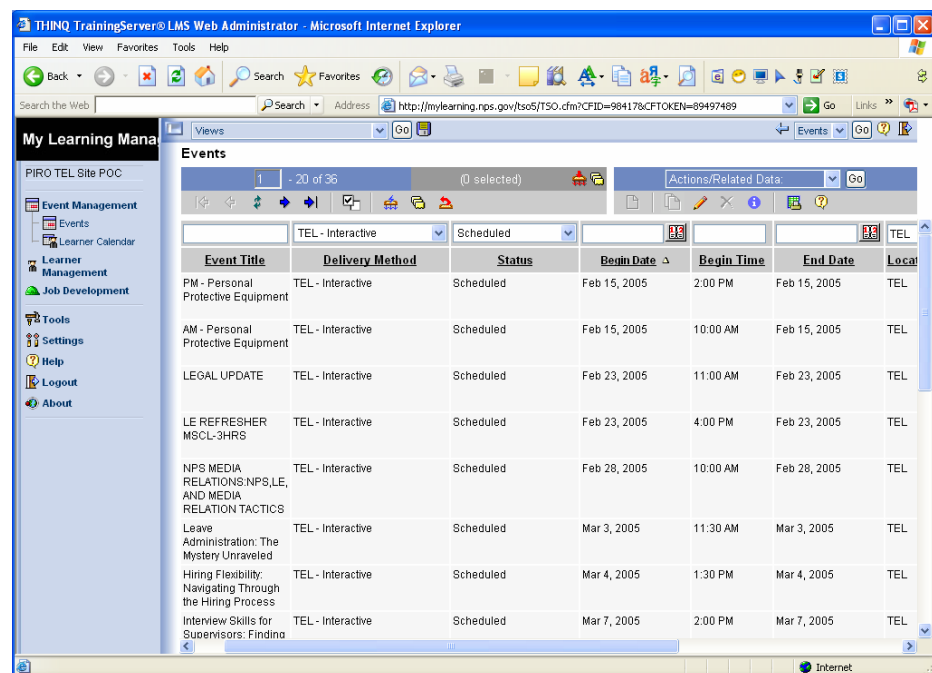 THINQ TrainingServer® LMS Web Administrator - Microsoft Internet Explorer
File Edit View Favorites Tools Help
Back Search Favorites
Search the Web Search Address http://mylearning.nps.gov/tso5/TSO.cfm?CFID=98417&CFTOKEN=89497489 Go Links »
My Learning Mana
Views Go Events Go
Events
PIRO TEL Site POC
1 - 20 of 36 (0 selected) Actions/Related Data: Go
Event Management
Events
Learner Calendar
Learner
Management
Job Development
Tools
Settings
Help
Logout
About
TEL - Interactive Scheduled TEL
Event Title Delivery Method Status Begin Date Begin Time End Date Locat
PM - Personal TEL - Interactive Scheduled Feb 15, 2005 2:00 PM Feb 15, 2005 TEL
Protective Equipment
AM - Personal TEL - Interactive Scheduled Feb 15, 2005 10:00 AM Feb 15, 2005 TEL
Protective Equipment
LEGAL UPDATE TEL - Interactive Scheduled Feb 23, 2005 11:00 AM Feb 23, 2005 TEL
LE REFRESHER TEL - Interactive Scheduled Feb 23, 2005 4:00 PM Feb 23, 2005 TEL
MSCL-3HRS
NPS MEDIA TEL - Interactive Scheduled Feb 28, 2005 10:00 AM Feb 28, 2005 TEL
RELATIONS:NPS,LE,
AND MEDIA
RELATION TACTICS
Leave TEL - Interactive Scheduled Mar 3, 2005 11:30 AM Mar 3, 2005 TEL
Administration: The
Mystery Unraveled
Hiring Flexibility: TEL - Interactive Scheduled Mar 4, 2005 1:30 PM Mar 4, 2005 TEL
Navigating Through
the Hiring Process
Interview Skills for TEL - Interactive Scheduled Mar 7, 2005 2:00 PM Mar 7, 2005 TEL
Supervisors: Finding
Internet